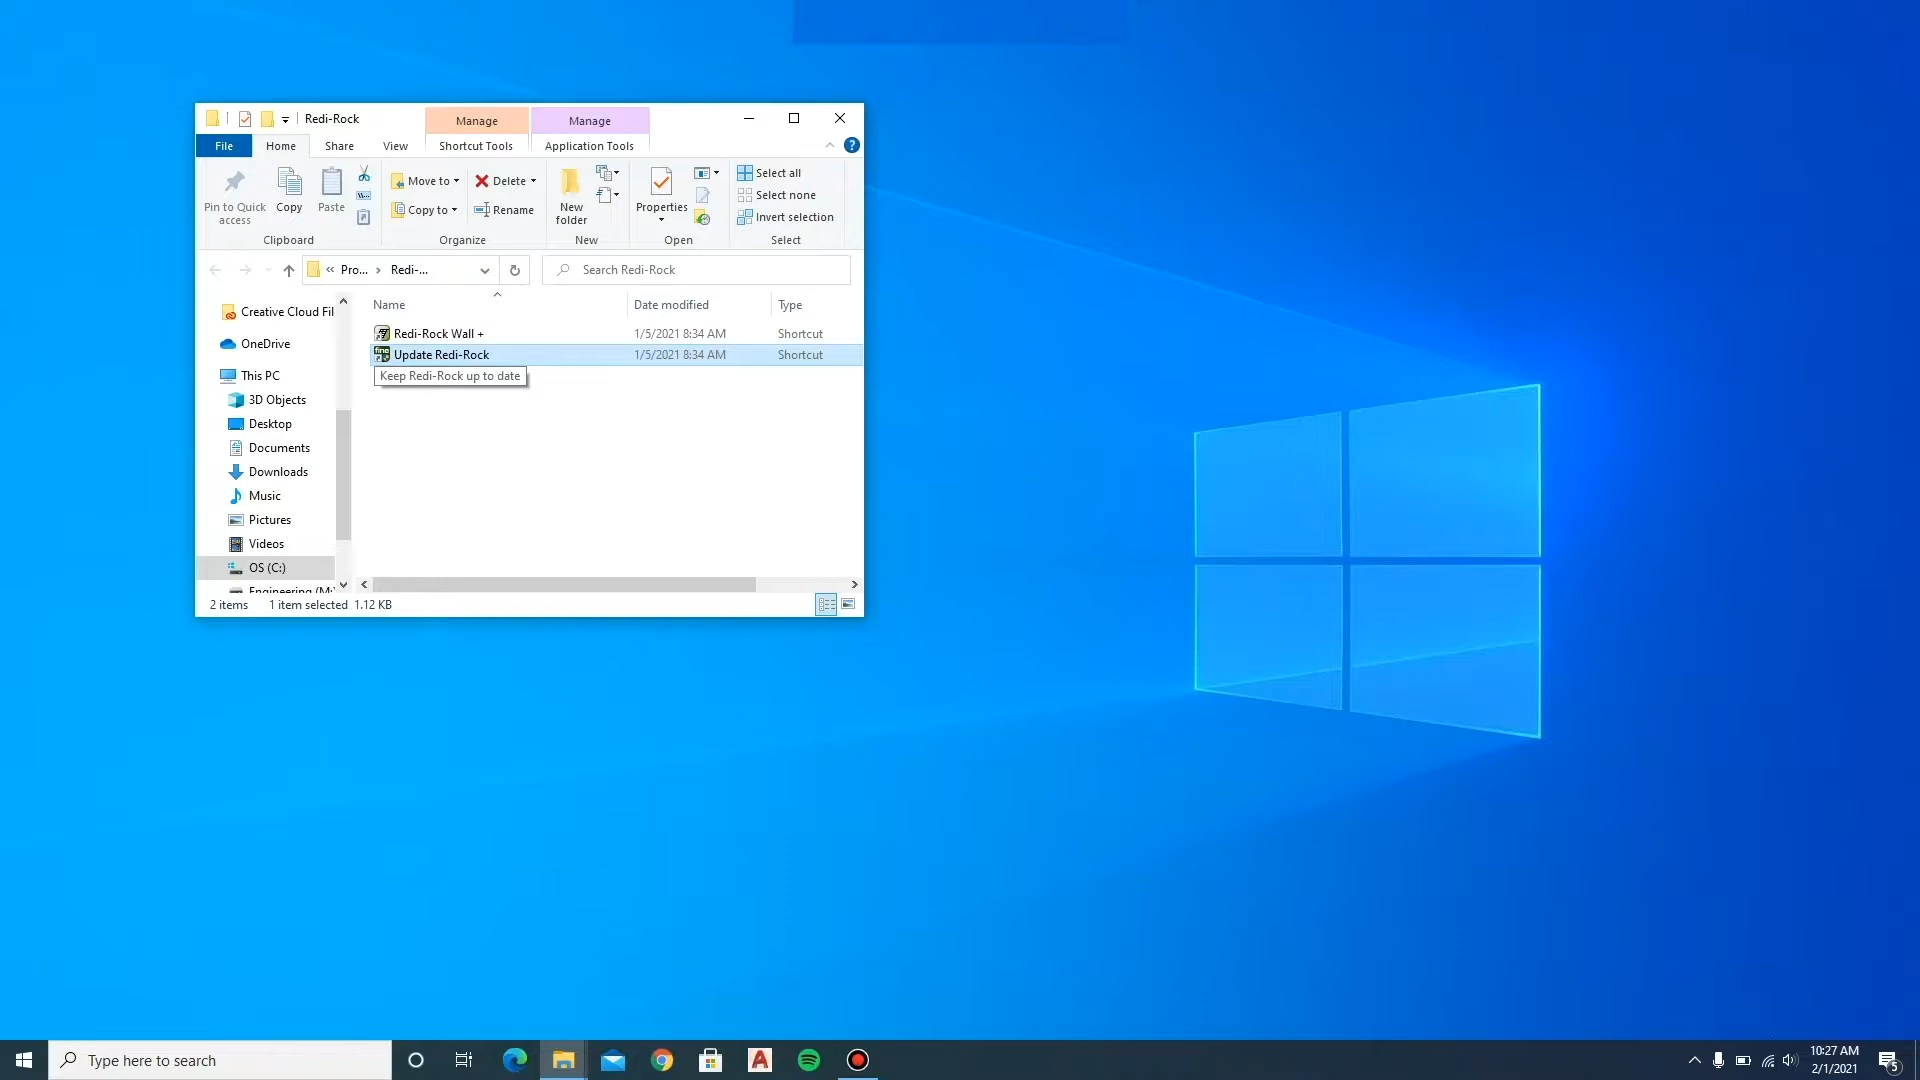 Redi-Rock
Manage
Manage
File
Home
Share
View
Shortcut Tools
Application Tools
?
Pin to Quick
access
Copy
Paste
Move to
Copy to
Delete
Rename
New
folder
Properties
Select all
Select none
Invert selection
Clipboard
Organize
New
Open
Select
« Pro... › Redi-...
Search Redi-Rock
Creative Cloud Fil
OneDrive
This PC
3D Objects
Desktop
Documents
Downloads
Music
Pictures
Videos
OS (C:)
Engineering (M:
Name
Date modified
Type
Redi-Rock Wall +
1/5/2021 8:34 AM
Shortcut
fine
Update Redi-Rock
1/5/2021 8:34 AM
Shortcut
Keep Redi-Rock up to date
2 items
1 item selected 1.12 KB
Type here to search
A
10:27 AM
2/1/2021
5